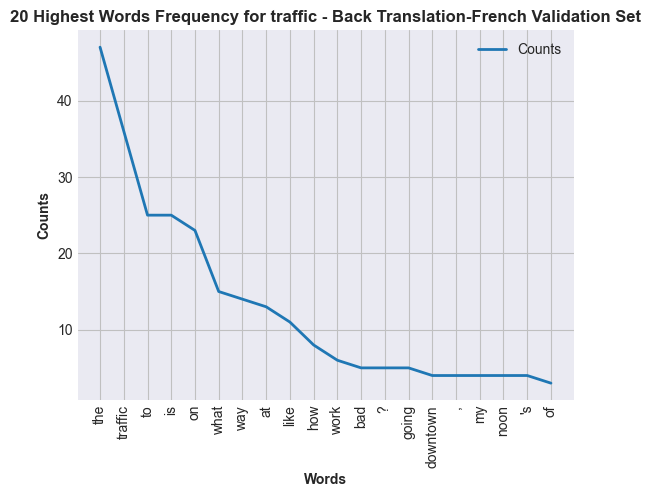 20 Highest Words Frequency for traffic - Back Translation-French Validation Set
Counts
Counts
40
30
20
10
the
traffic
to
is
on
what
way
at
like
how
work
bad
?
going
downtown
,
my
noon
's
of
Words